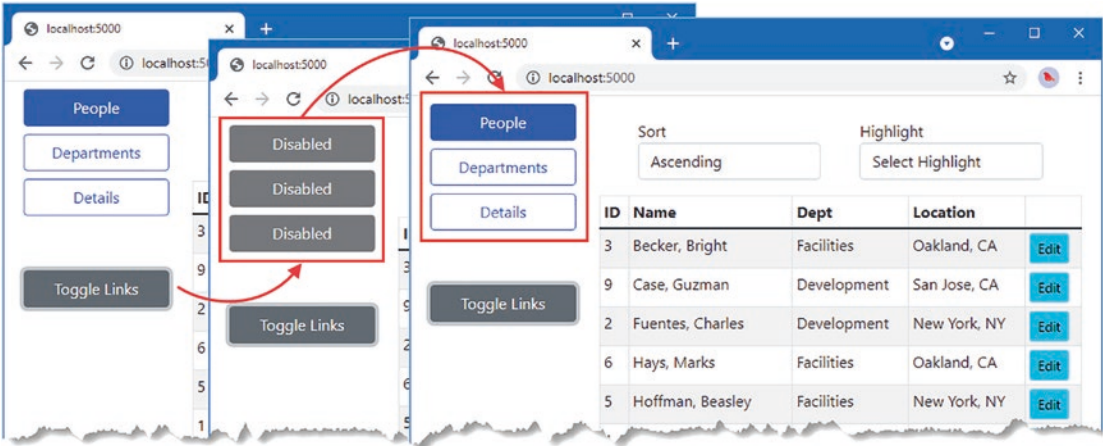 localhost:5000
localhost:5
People
Departments
Details
ID
3
9
2
6
5
1
Toggle Links
localhost:5000
localhost:
Disabled
Disabled
Disabled
Toggle Links
localhost:5000
localhost:5000
People
Departments
Details
Toggle Links
Sort Highlight
Ascending Select Highlight
ID Name Dept Location
3 Becker, Bright Facilities Oakland, CA Edit
9 Case, Guzman Development San Jose, CA Edit
2 Fuentes, Charles Development New York, NY Edit
6 Hays, Marks Facilities Oakland, CA Edit
5 Hoffman, Beasley Facilities New York, NY Edit